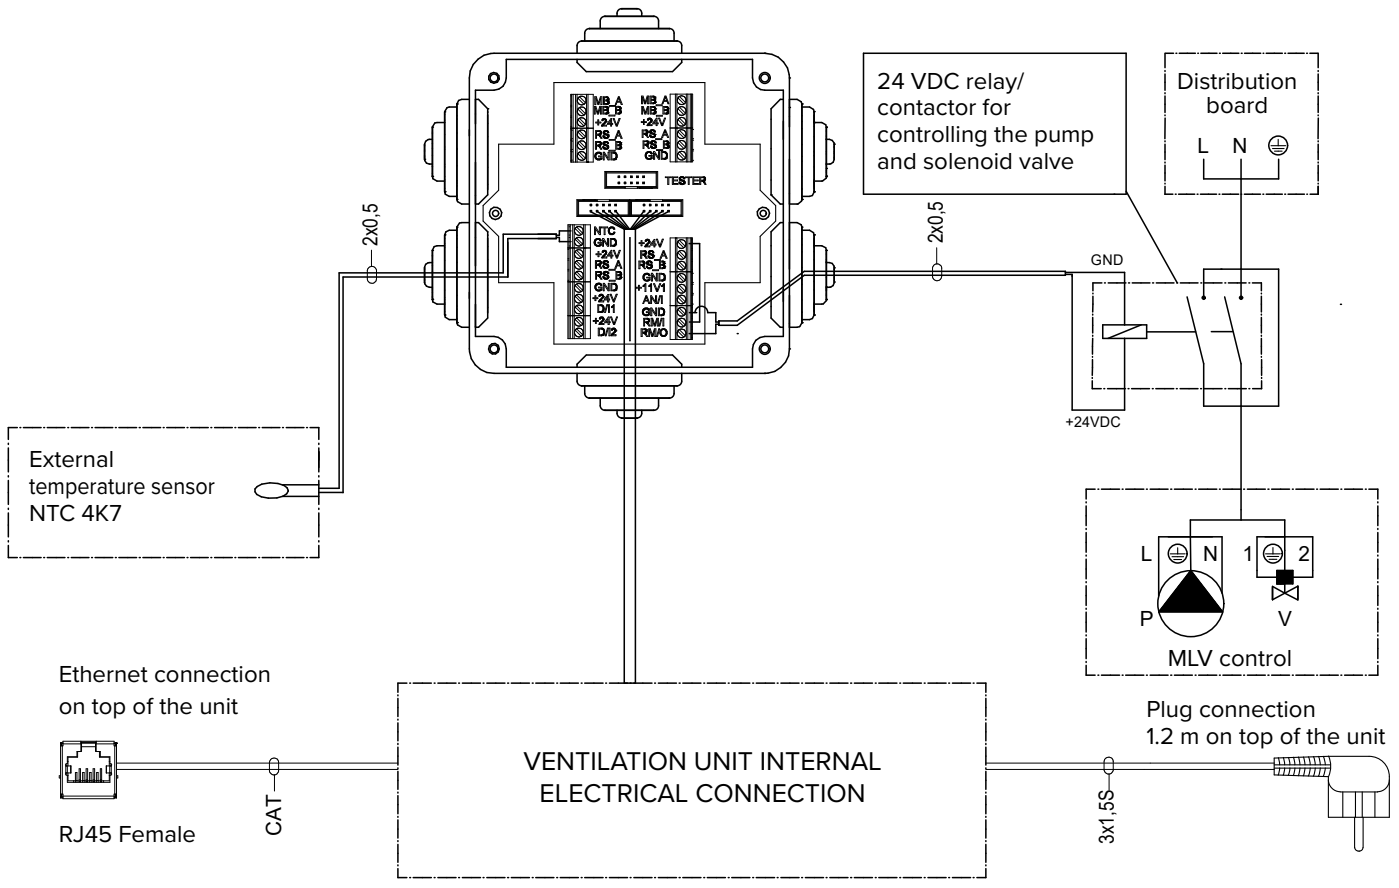 MB_A
MB_B
+24V
RS_A
RS_B
GND
MB_A
MB_B
+24V
RS_A
RS_B
GND
TESTER
NTC
GND
+24V
RS_A
RS_B
GND
+24V
D/I1
+24V
D/I2
+24V
RS_A
RS_B
GND
+11V1
AN/I
GND
RM/I
RM/O
2x0,5
2x0,5
24 VDC relay/
contactor for
controlling the pump
and solenoid valve
Distribution
board
L N
GND
+24VDC
External
temperature sensor
NTC 4K7
L N 1 2
P V
MLV control
Ethernet connection
on top of the unit
RJ45 Female
CAT
VENTILATION UNIT INTERNAL
ELECTRICAL CONNECTION
3x1,5S
Plug connection
1.2 m on top of the unit